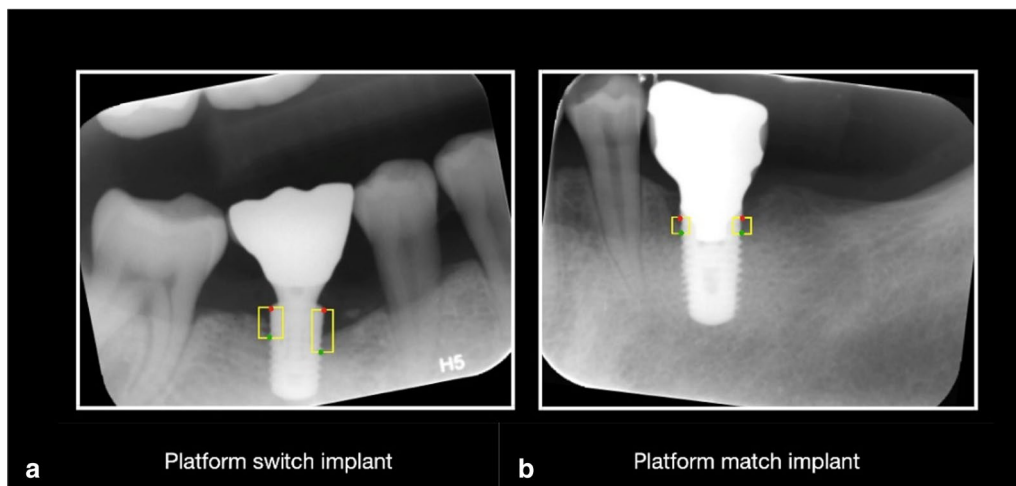 H5
a
Platform switch implant
b
Platform match implant